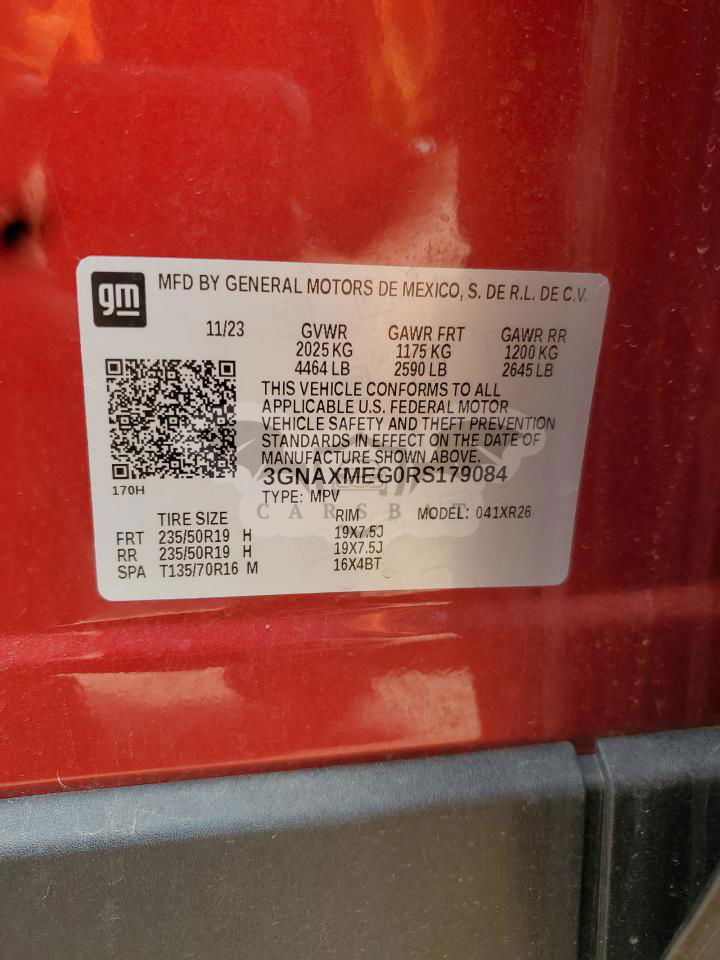 gm
MFD BY GENERAL MOTORS DE MEXICO, S. DE R.L. DE C.V.
11/23 GVWR GAWR FRT GAWR RR
2025 KG 1175 KG 1200 KG
4464 LB 2590 LB 2645 LB
THIS VEHICLE CONFORMS TO ALL
APPLICABLE U.S. FEDERAL MOTOR
VEHICLE SAFETY AND THEFT PREVENTION
STANDARDS IN EFFECT ON THE DATE OF
MANUFACTURE SHOWN ABOVE.
3GNAXMEG0RS179084
170H
TYPE: MPV
TIRE SIZE RIM MODEL: 041XR26
FRT 235/50R19 H 19X7.5J
RR 235/50R19 H 19X7.5J
SPA T135/70R16 M 16X4BT